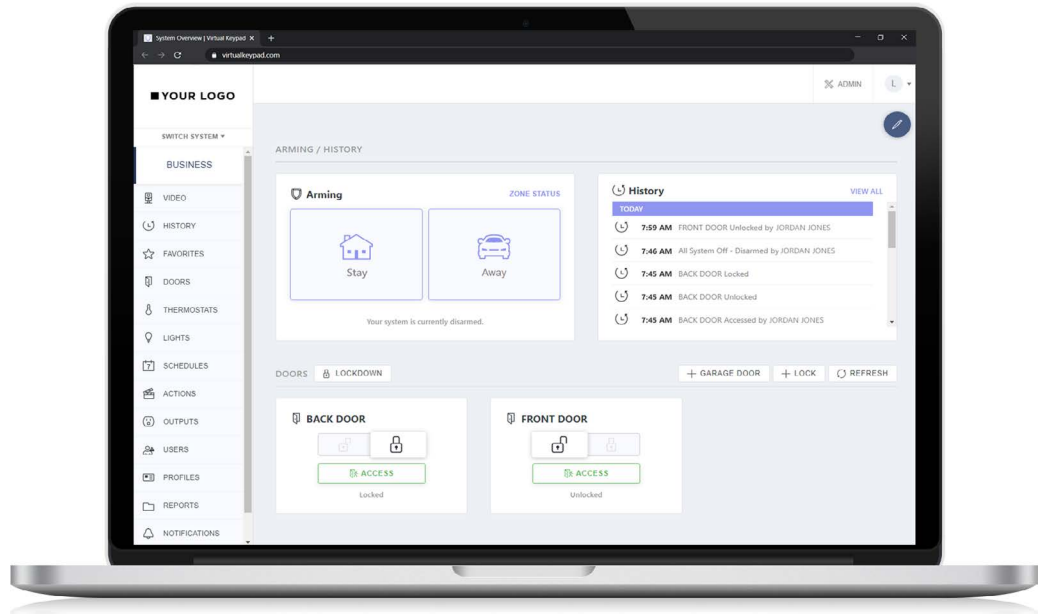 System Overview | Virtual Keypad
virtualkeypad.com
YOUR LOGO
ADMIN
L
SWITCH SYSTEM
BUSINESS
VIDEO
HISTORY
FAVORITES
DOORS
THERMOSTATS
LIGHTS
7
SCHEDULES
ACTIONS
OUTPUTS
USERS
PROFILES
REPORTS
NOTIFICATIONS
ARMING / HISTORY
Arming
ZONE STATUS
Stay
Away
Your system is currently disarmed.
History
VIEW ALL
TODAY
7:59 AM FRONT DOOR Unlocked by JORDAN JONES
7:46 AM All System Off - Disarmed by JORDAN JONES
7:45 AM BACK DOOR Locked
7:45 AM BACK DOOR Unlocked
7:45 AM BACK DOOR Accessed by JORDAN JONES
DOORS
LOCKDOWN
+ GARAGE DOOR
+ LOCK
REFRESH
BACK DOOR
ACCESS
Locked
FRONT DOOR
ACCESS
Unlocked